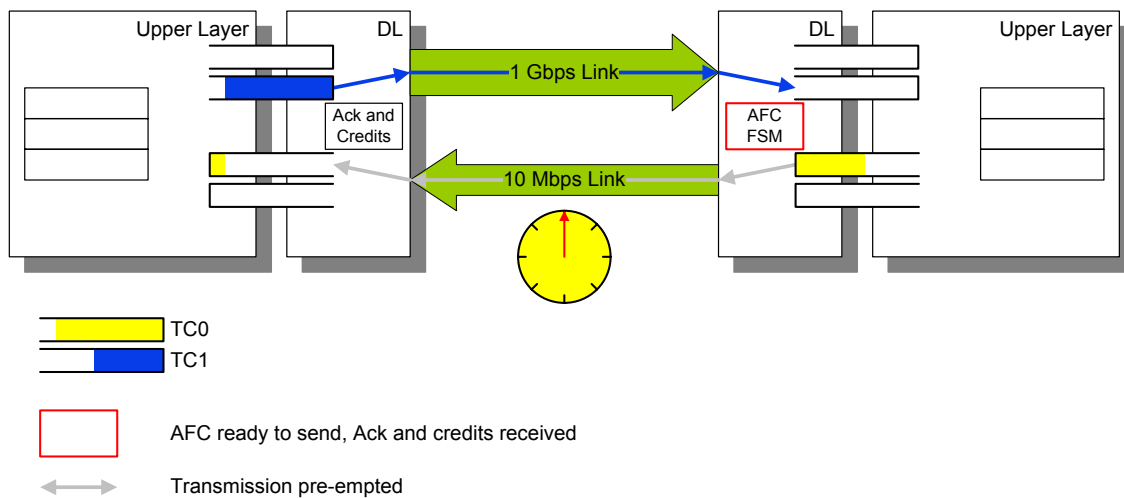 Upper Layer
DL
DL
Upper Layer
1 Gbps Link
Ack and
Credits
AFC
FSM
10 Mbps Link
TC0
TC1
AFC ready to send, Ack and credits received
Transmission pre-empted